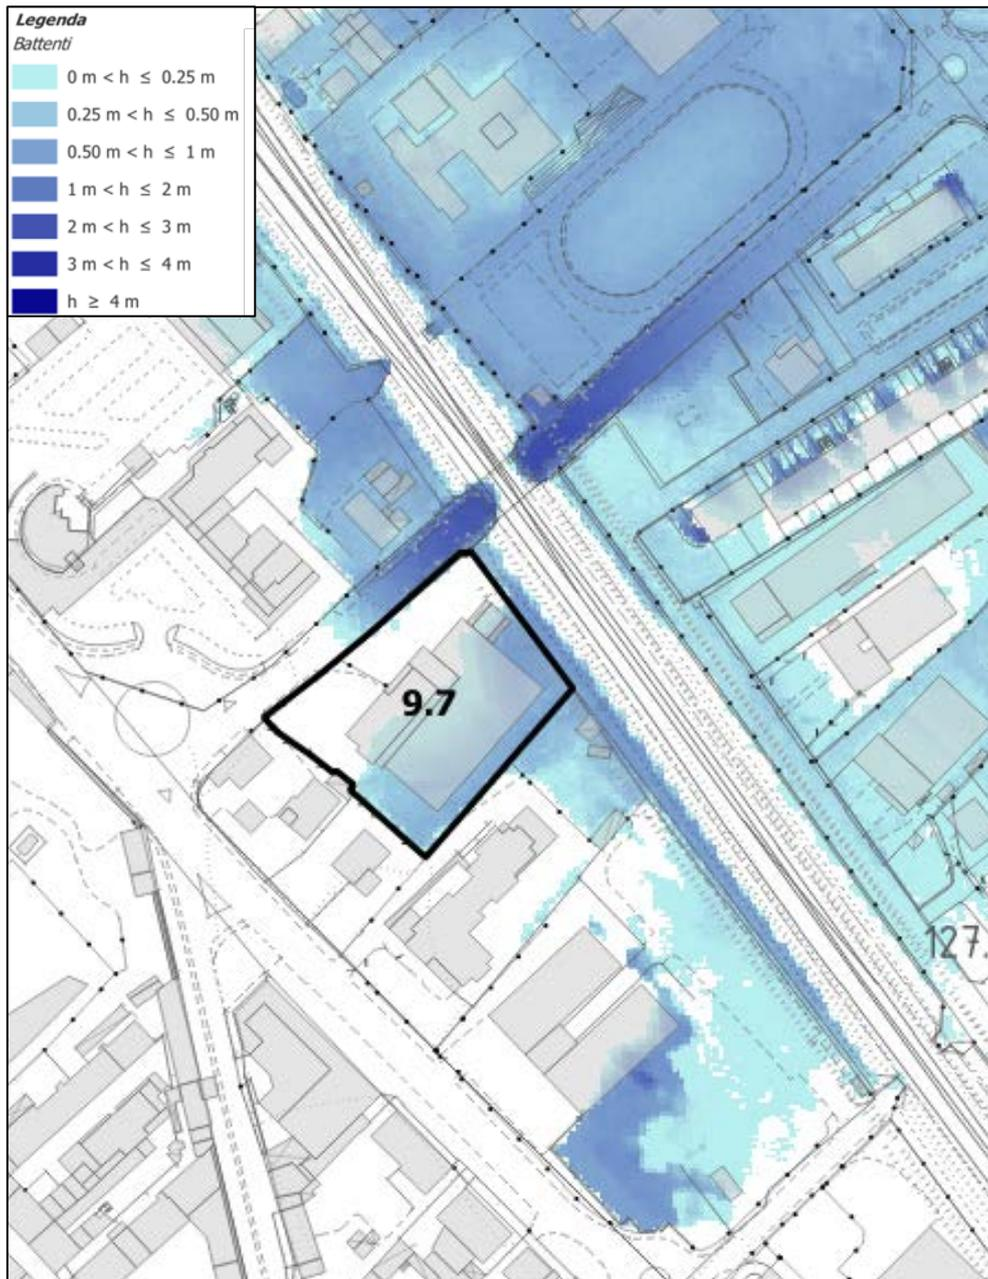 Legenda
Battenti
0 m < h ≤ 0.25 m
0.25 m < h ≤ 0.50 m
0.50 m < h ≤ 1 m
1 m < h ≤ 2 m
2 m < h ≤ 3 m
3 m < h ≤ 4 m
h ≥ 4 m
9.7
127.